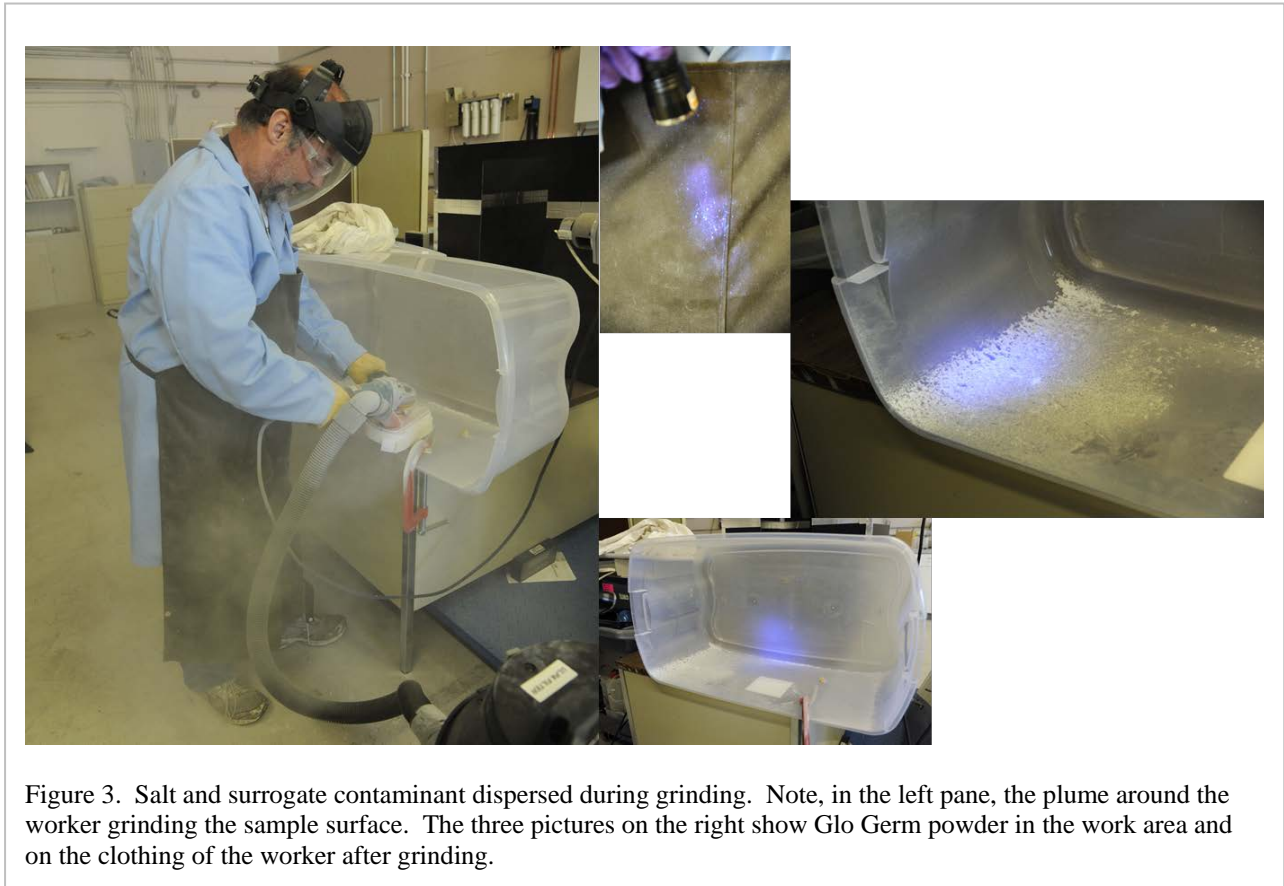 ULPA FILTER
Figure 3.  Salt and surrogate contaminant dispersed during grinding.  Note, in the left pane, the plume around the
worker grinding the sample surface.  The three pictures on the right show Glo Germ powder in the work area and
on the clothing of the worker after grinding.